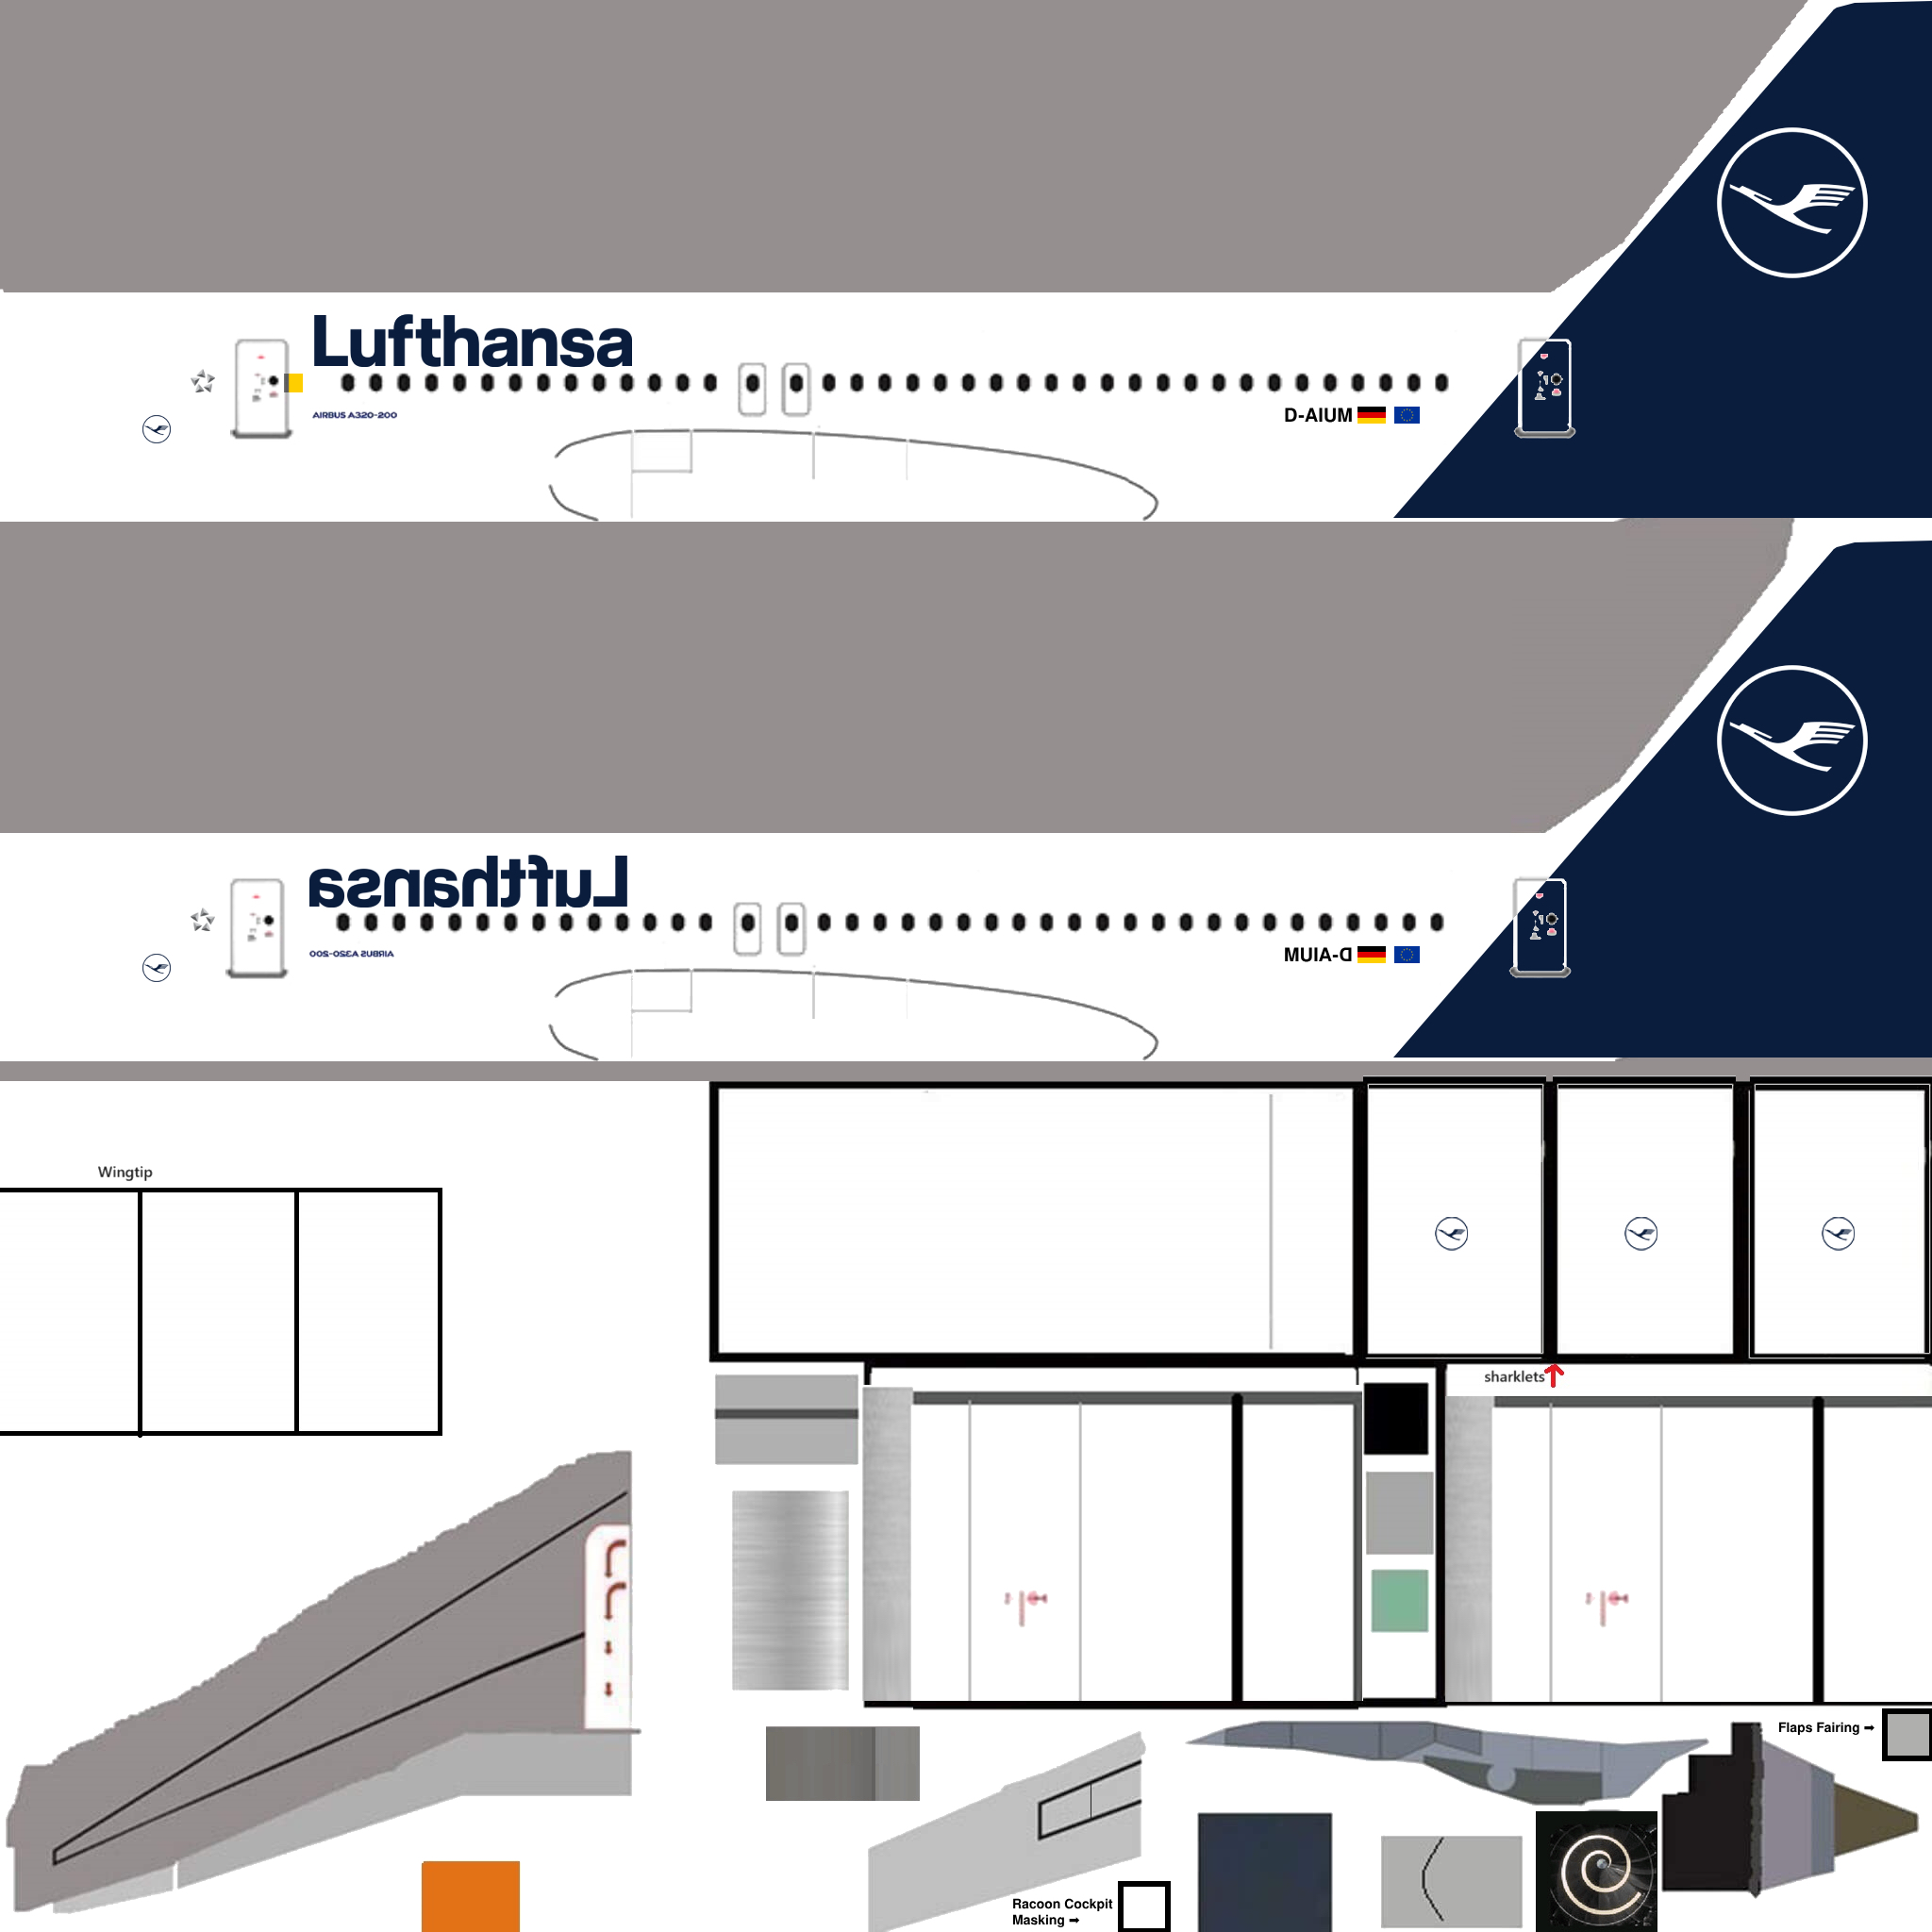 Lufthansa
AIRBUS A320-200
D-AIUM
Lufthansa
AIRBUS A320-200
D-AIUM
Wingtip
sharklets
Flaps Fairing ➡
Racoon Cockpit
Masking ➡